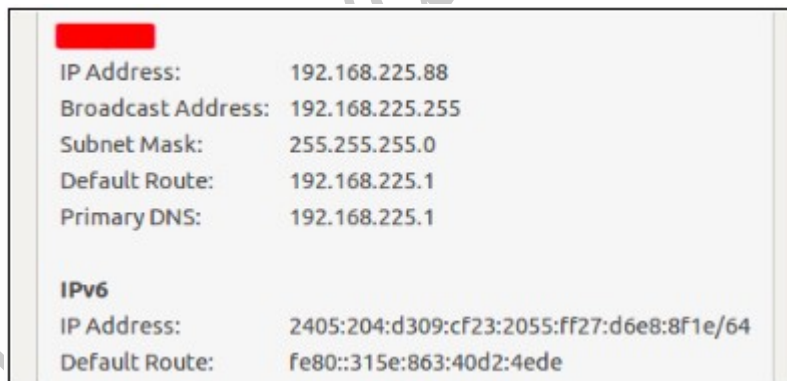 IP Address: 192.168.225.88
Broadcast Address: 192.168.225.255
Subnet Mask: 255.255.255.0
Default Route: 192.168.225.1
Primary DNS: 192.168.225.1
IPv6
IP Address: 2405:204:d309:cf23:2055:ff27:d6e8:8f1e/64
Default Route: fe80::315e:863:40d2:4ede